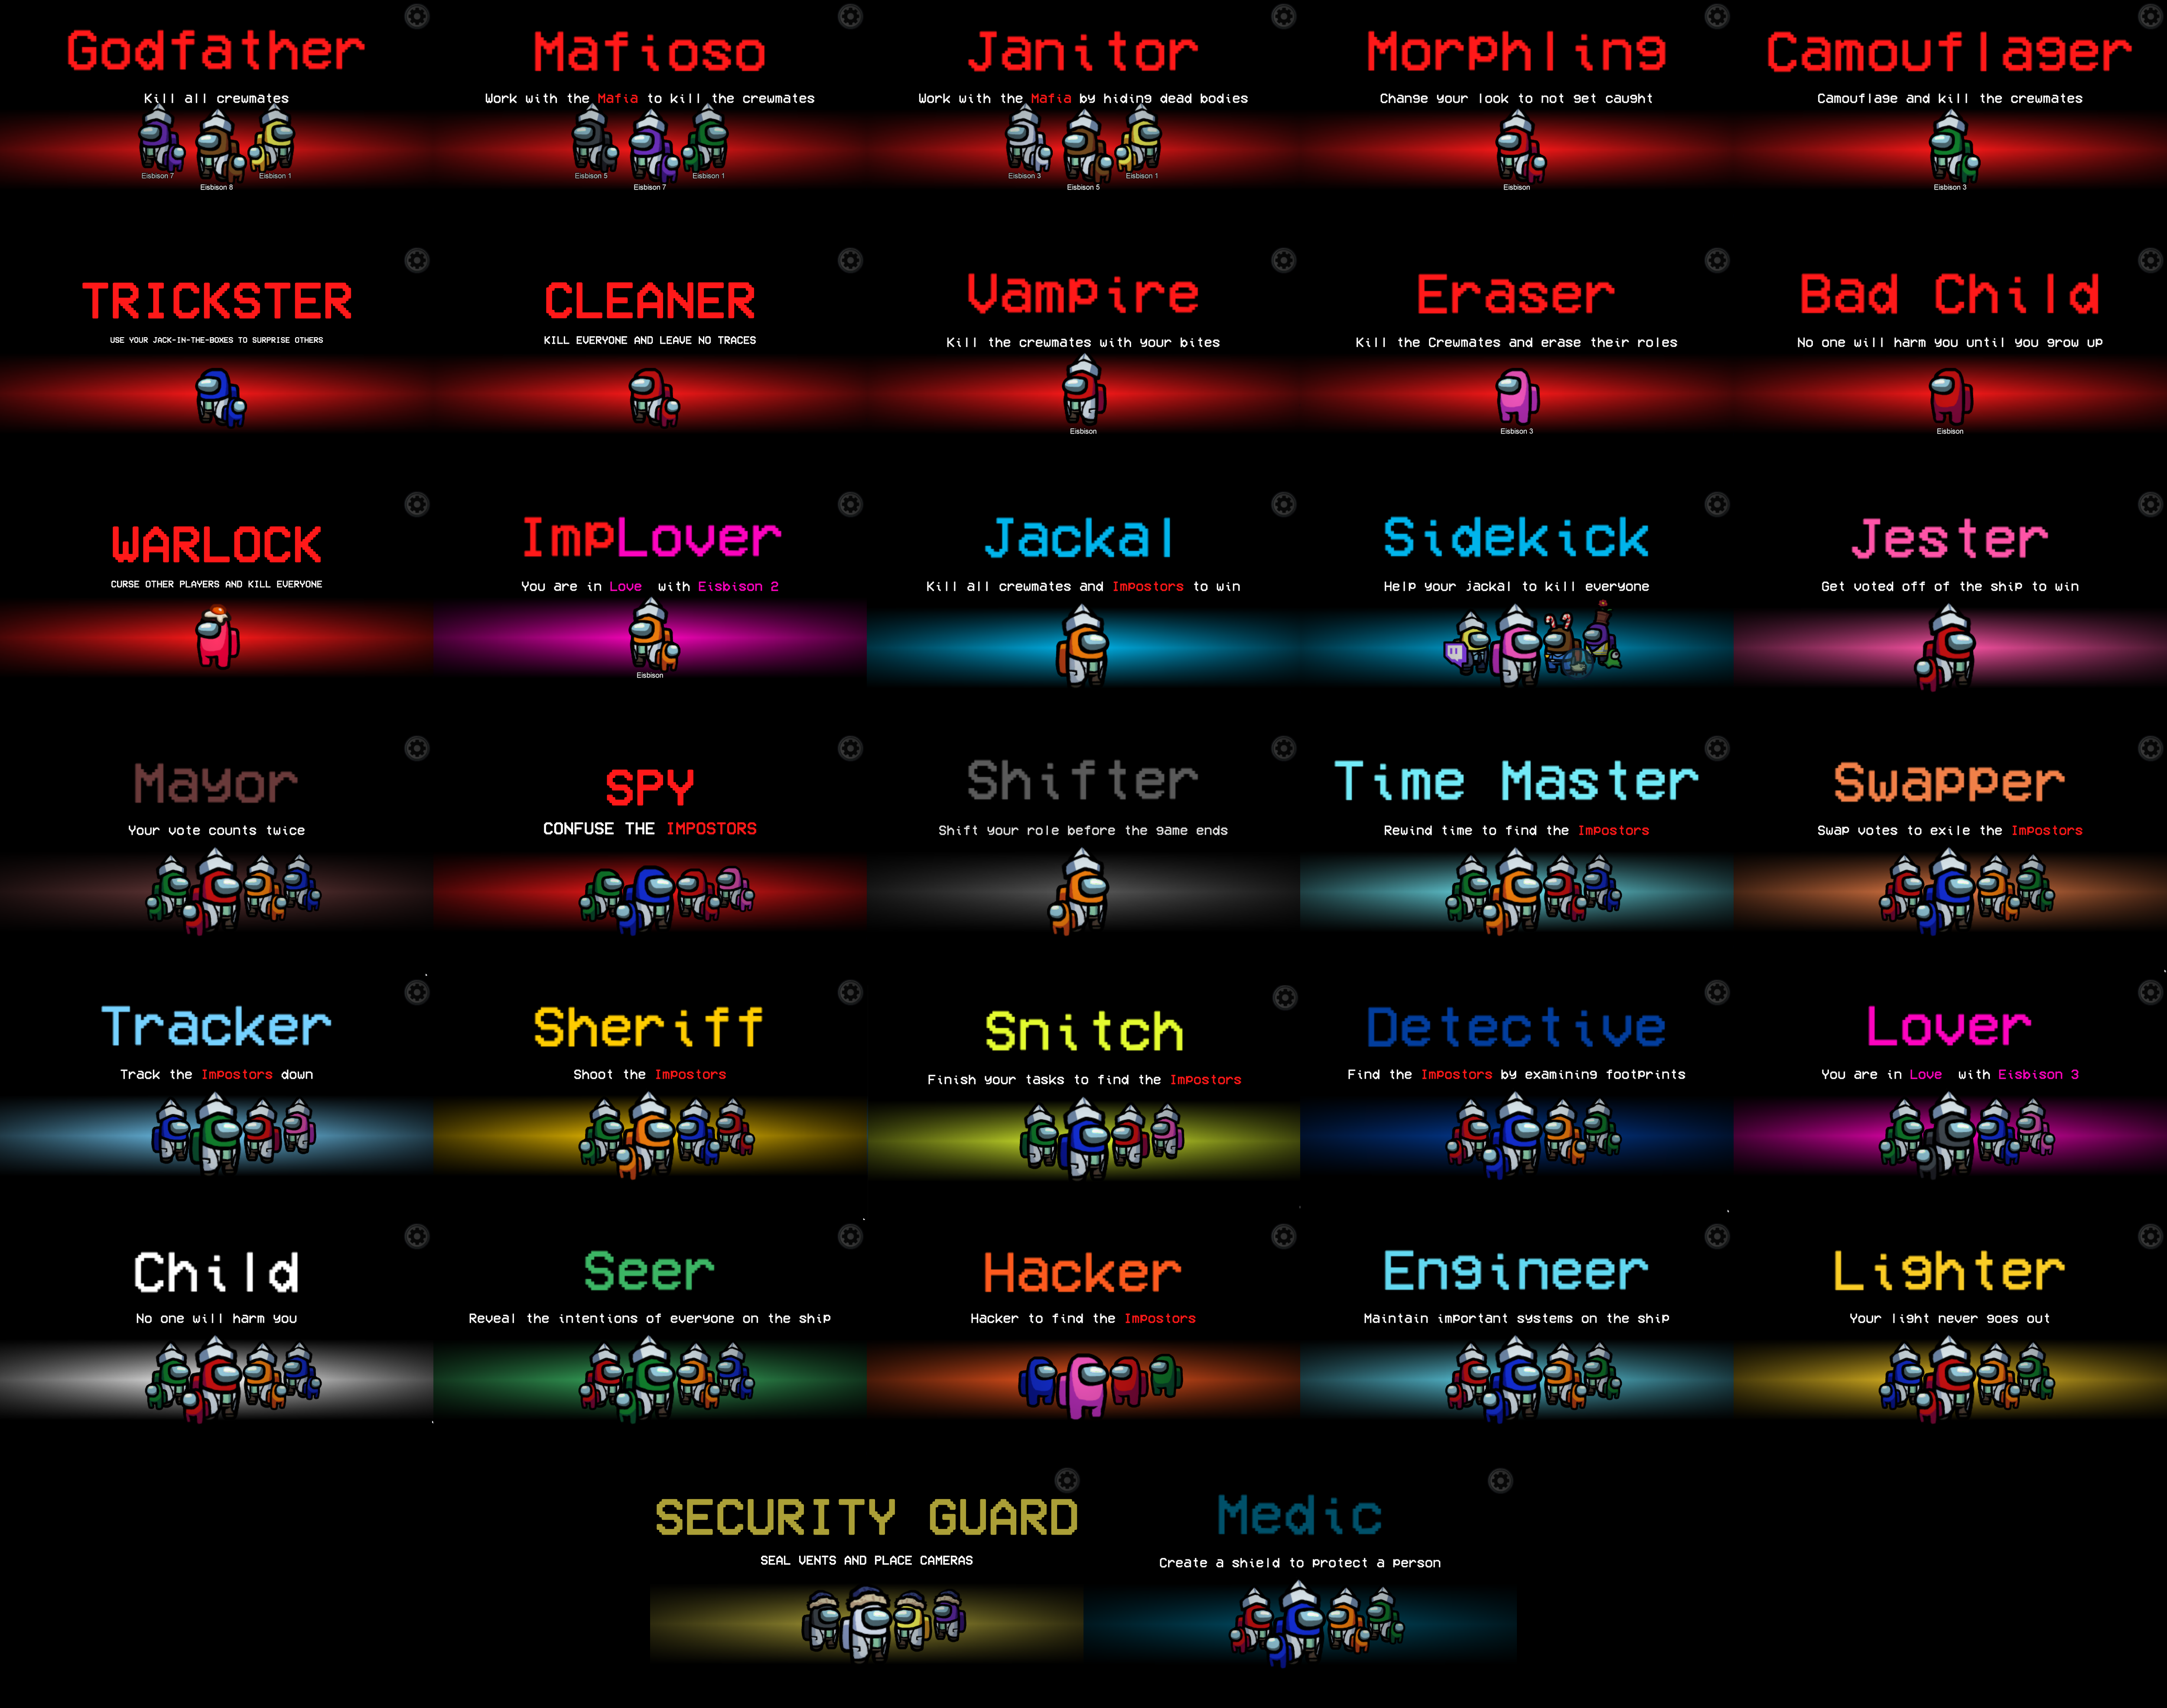 Godfather
Kill all crewmates
Eisbison 7
Eisbison 8
Eisbison 1
Mafioso
Work with the Mafia to kill the crewmates
Eisbison 5
Eisbison 7
Eisbison 1
Janitor
Work with the Mafia by hiding dead bodies
Eisbison 3
Eisbison 5
Eisbison 1
Morphling
Change your look to not get caught
Eisbison
Camouflager
Camouflage and kill the crewmates
Eisbison 3
TRICKSTER
USE YOUR JACK-IN-THE-BOXES TO SURPRISE OTHERS
CLEANER
KILL EVERYONE AND LEAVE NO TRACES
Vampire
Kill the crewmates with your bites
Eisbison
Eraser
Kill the Crewmates and erase their roles
Eisbison 3
Bad Child
No one will harm you until you grow up
Eisbison
WARLOCK
CURSE OTHER PLAYERS AND KILL EVERYONE
ImpLover
You are in Love with Eisbison 2
Eisbison
Jackal
Kill all crewmates and Impostors to win
Sidekick
Help your jackal to kill everyone
Jester
Get voted off of the ship to win
Mayor
Your vote counts twice
SPY
CONFUSE THE IMPOSTORS
Shifter
Shift your role before the game ends
Time Master
Rewind time to find the Impostors
Swapper
Swap votes to exile the Impostors
Tracker
Track the Impostors down
Sheriff
Shoot the Impostors
Snitch
Finish your tasks to find the Impostors
Detective
Find the Impostors by examining footprints
Lover
You are in Love with Eisbison 3
Child
No one will harm you
Seer
Reveal the intentions of everyone on the ship
Hacker
Hacker to find the Impostors
Engineer
Maintain important systems on the ship
Lighter
Your light never goes out
SECURITY GUARD
SEAL VENTS AND PLACE CAMERAS
Medic
Create a shield to protect a person